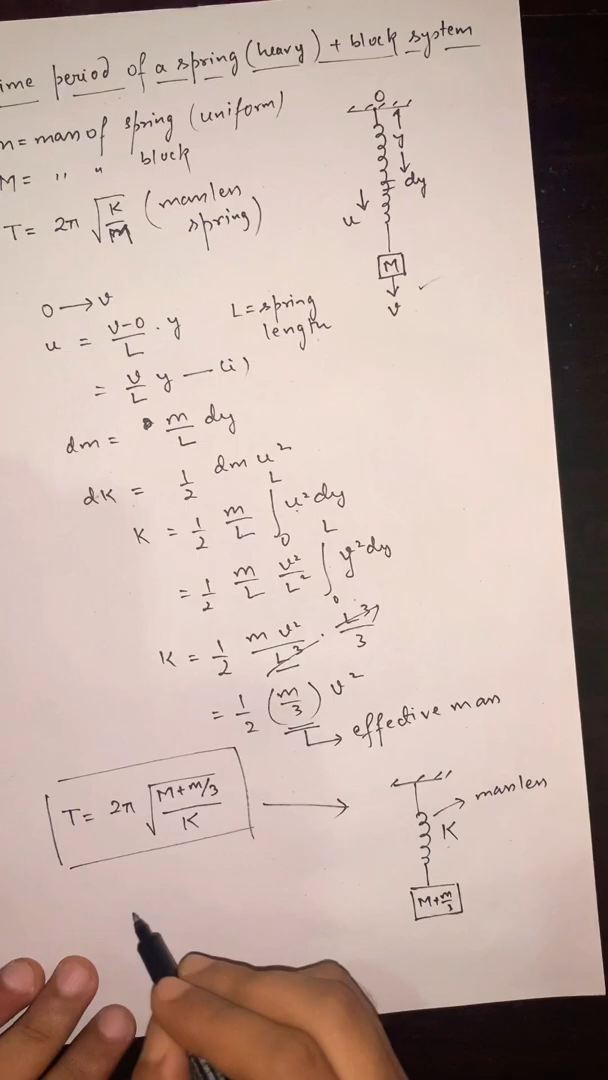 ime period of a spring (heavy) + block system
m = mass of spring (uniform)
M = " " block
T = 2π √(K/M) (massless spring)
O
y
dy
u
M
v
0 → v
u = (v-0)/L · y
L = spring length
= v/L y — (i)
dm = m/L dy
dK = 1/2 dm u²
K = 1/2 m/L ∫₀ᴸ u² dy
= 1/2 m/L v²/L² ∫₀ᴸ y² dy
K = 1/2 mv²/L³ · L³/3
= 1/2 (m/3) v²
→ effective mass
T = 2π √((M+m/3)/K) →
massless
K
M+m/3